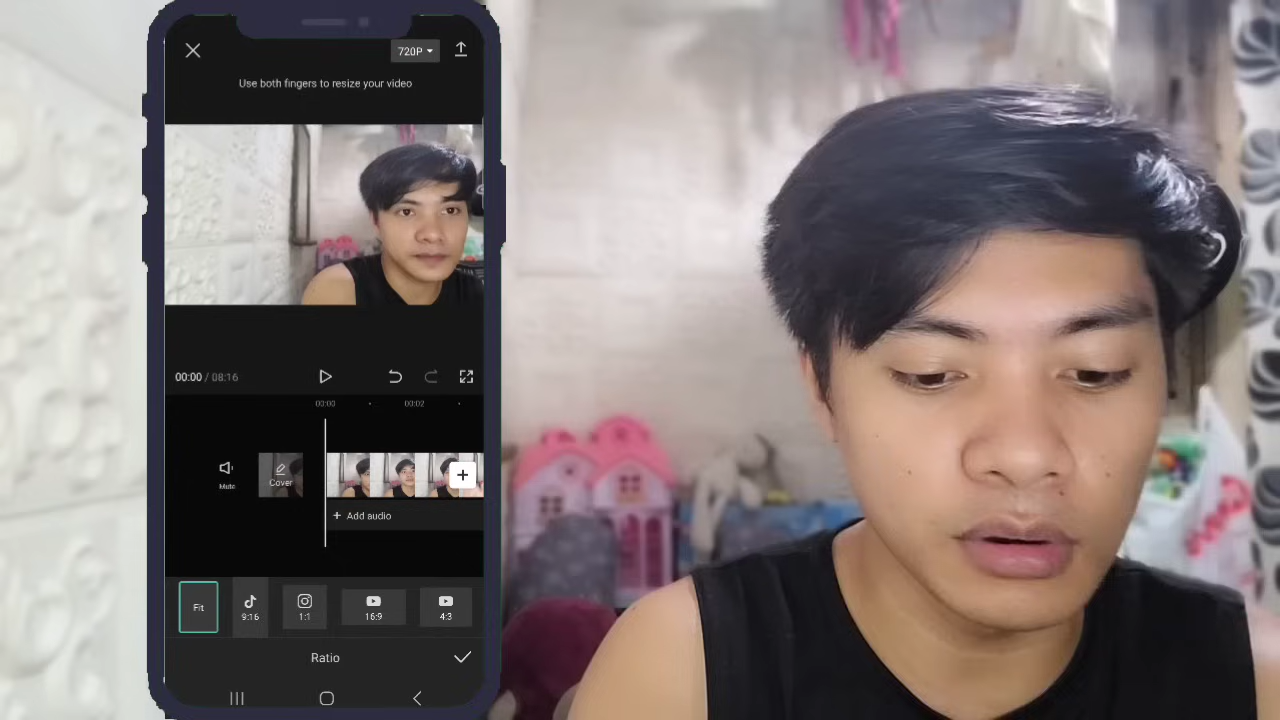 720P
Use both fingers to resize your video
00:00 / 08:16
00:00
00:02
Mute
Cover
+ Add audio
Fit
9:16
1:1
16:9
4:3
Ratio